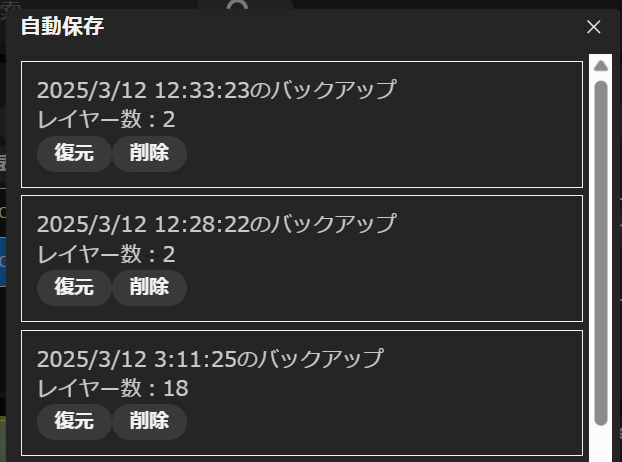 自動保存
2025/3/12 12:33:23のバックアップ
レイヤー数：2
復元 削除
2025/3/12 12:28:22のバックアップ
レイヤー数：2
復元 削除
2025/3/12 3:11:25のバックアップ
レイヤー数：18
復元 削除